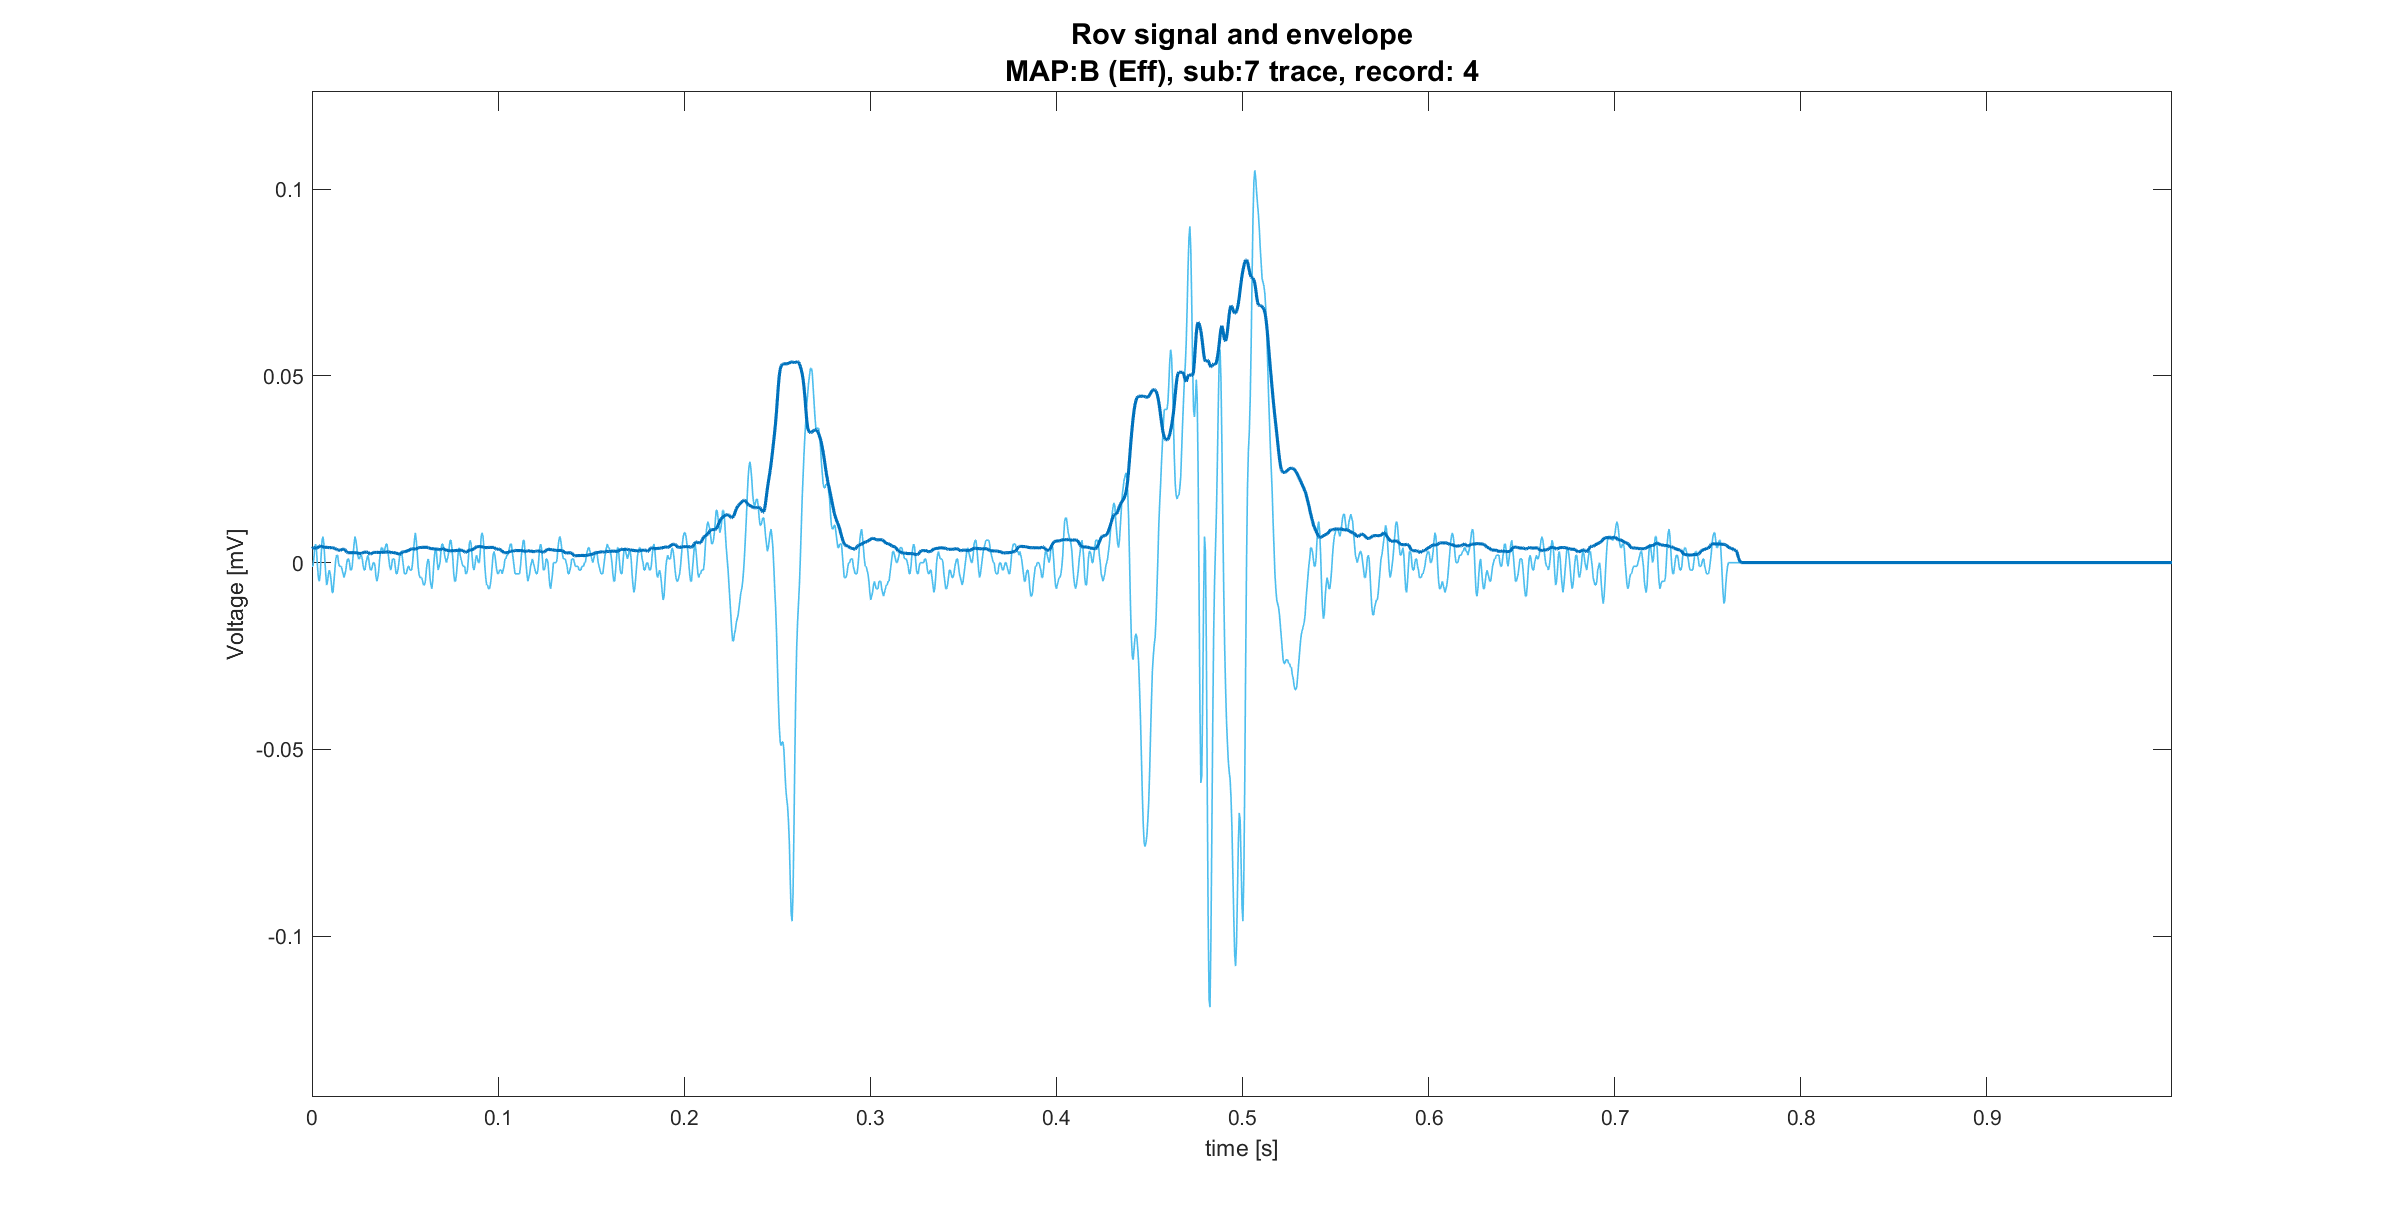 Rov signal and envelope
MAP:B (Eff), sub:7 trace, record: 4
0.1
0.05
0
-0.05
-0.1
Voltage [mV]
0 0.1 0.2 0.3 0.4 0.5 0.6 0.7 0.8 0.9
time [s]